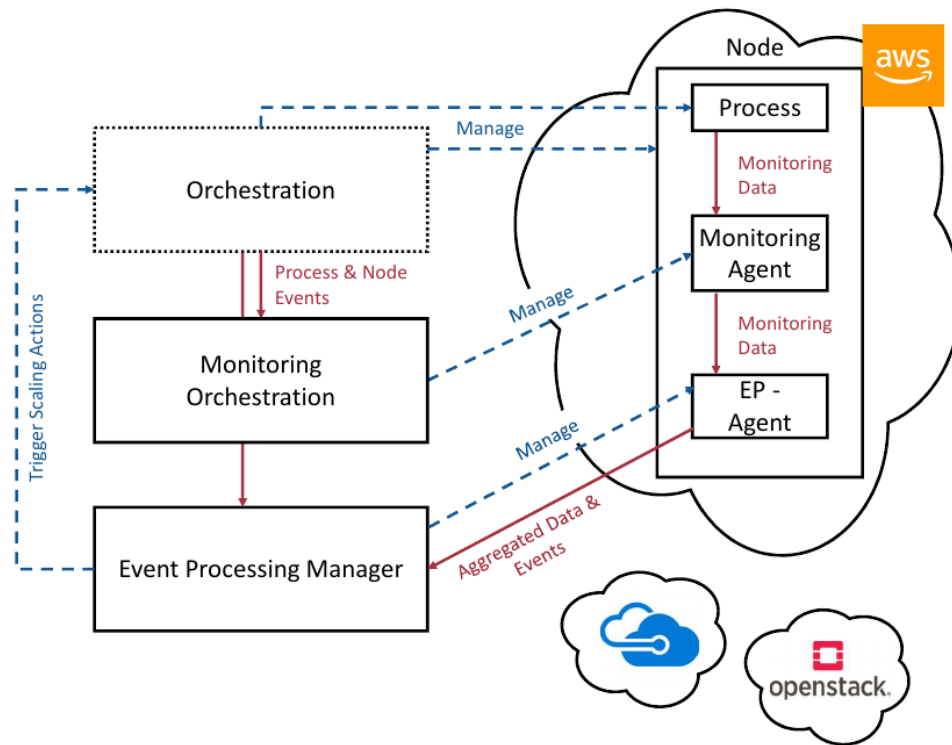 Node
aws
Process
Manage
Monitoring
Data
Orchestration
Monitoring
Agent
Process & Node
Events
Manage
Monitoring
Data
Monitoring
Orchestration
EP -
Agent
Trigger Scaling Actions
Manage
Aggregated Data &
Events
Event Processing Manager
openstack.